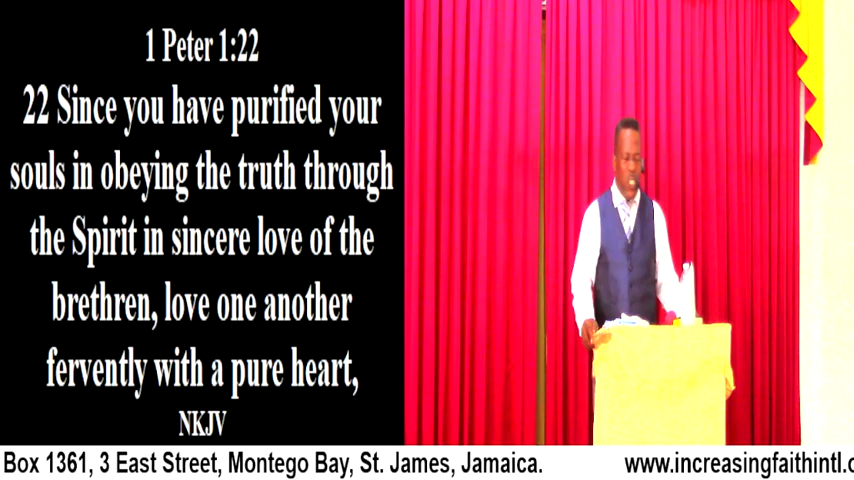 1 Peter 1:22
22 Since you have purified your
souls in obeying the truth through
the Spirit in sincere love of the
brethren, love one another
fervently with a pure heart,
NKJV
Box 1361, 3 East Street, Montego Bay, St. James, Jamaica. www.increasingfaithintl.c